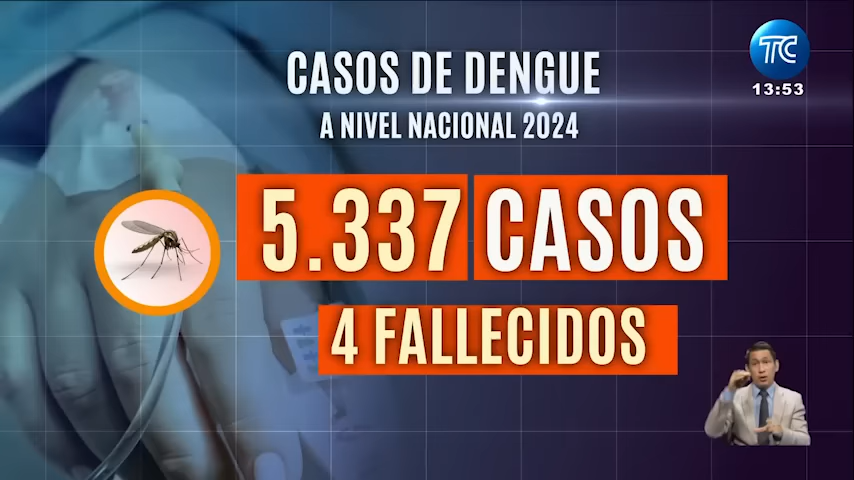 CASOS DE DENGUE
A NIVEL NACIONAL 2024
TC
13:53
5.337 CASOS
4 FALLECIDOS